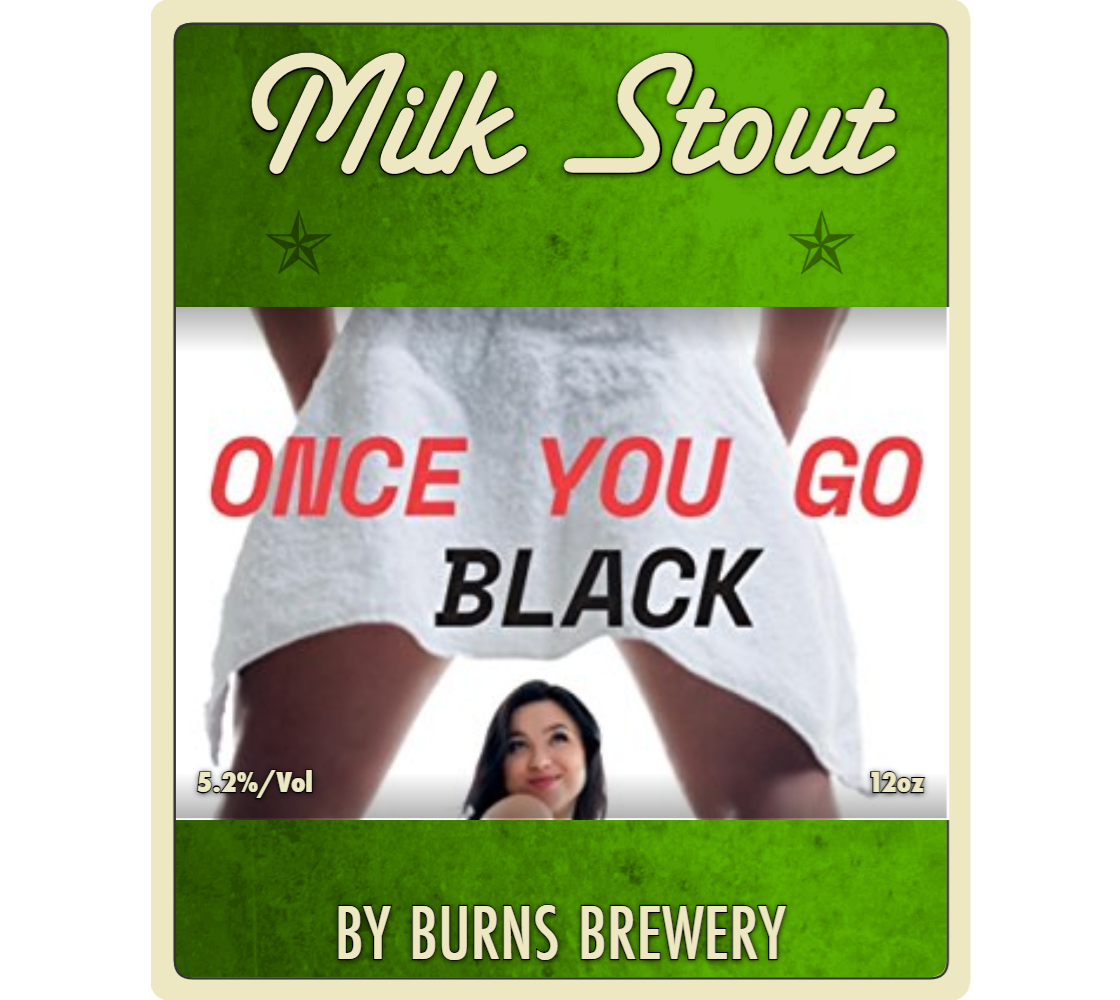 Milk Stout
ONCE YOU GO
BLACK
5.2%/Vol 12oz
BY BURNS BREWERY